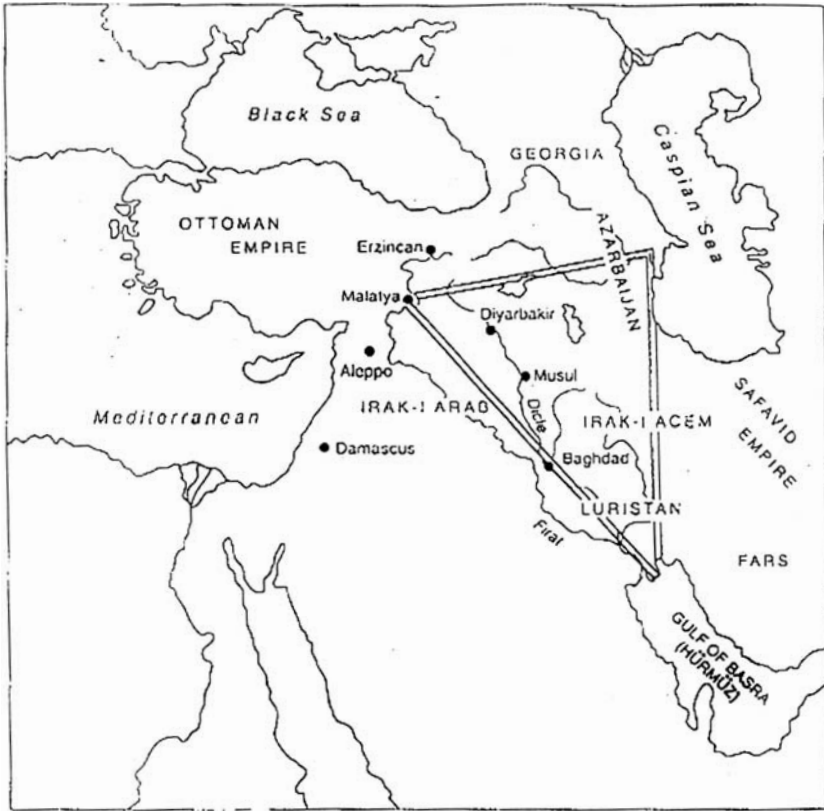 Black Sea
Caspian Sea
GEORGIA
OTTOMAN
EMPIRE
Erzincan
AZARBAIJAN
Malatya
Diyarbakir
Aleppo
Musul
SAFAVID
EMPIRE
IRAK-I ARAB
Dicle
IRAK-I ACEM
Mediterranean
Damascus
Baghdad
LURISTAN
Firat
FARS
GULF OF BASRA
(HÜRMÜZ)